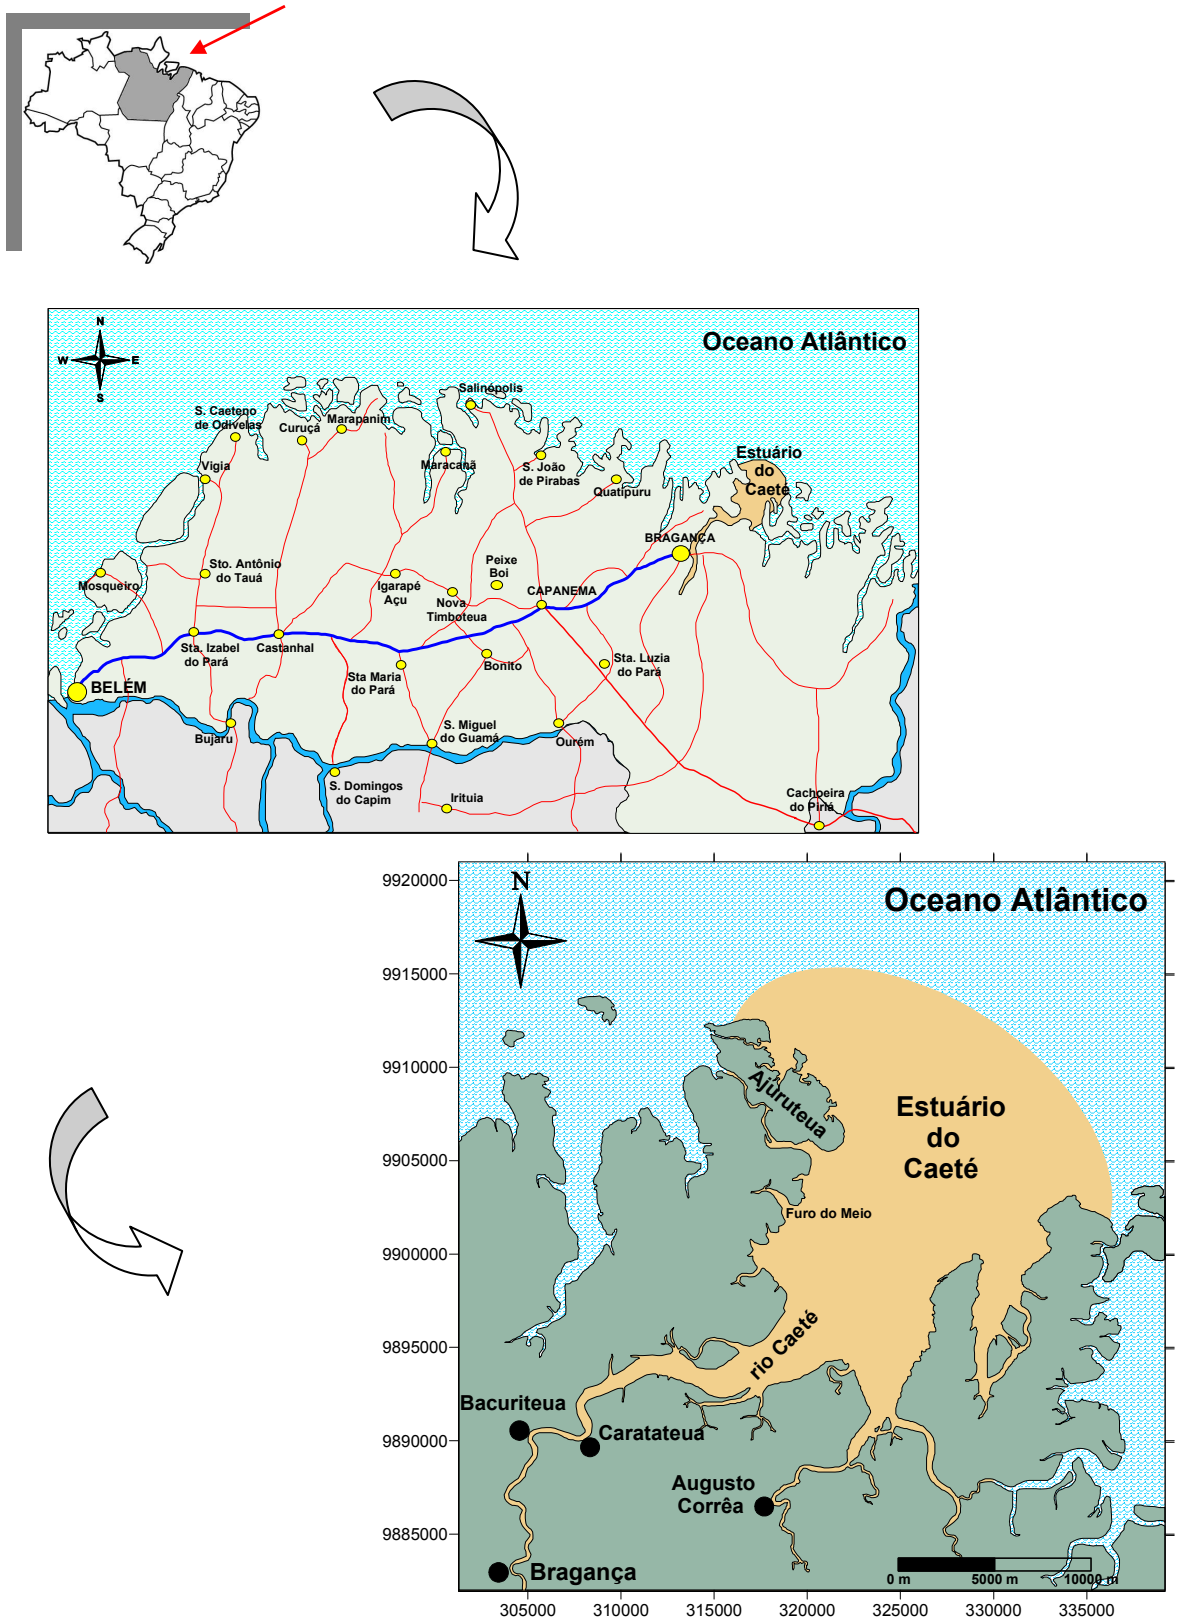 N
W
E
S
Oceano Atlântico
Salinópolis
S. Caeteno
de Odivelas
Curuçá
Marapanim
Vigia
Maracanã
S. João
de Pirabas
Quatipuru
Estuário
do
Caeté
BRAGANÇA
Mosqueiro
Sto. Antônio
do Tauá
Igarapé
Açu
Peixe
Boi
Nova
Timboteua
CAPANEMA
Sta. Izabel
do Pará
Castanhal
Sta Maria
do Pará
Bonito
Sta. Luzia
do Pará
BELÉM
Bujaru
S. Miguel
do Guamá
Ourém
S. Domingos
do Capim
Irituia
Cachoeira
do Piriá
9920000
9915000
9910000
9905000
9900000
9895000
9890000
9885000
N
Oceano Atlântico
Ajuruteua
Estuário
do
Caeté
Furo do Meio
rio Caeté
Bacuriteua
Caratateua
Augusto
Corrêa
Bragança
0 m
5000 m
10000 m
305000
310000
315000
320000
325000
330000
335000